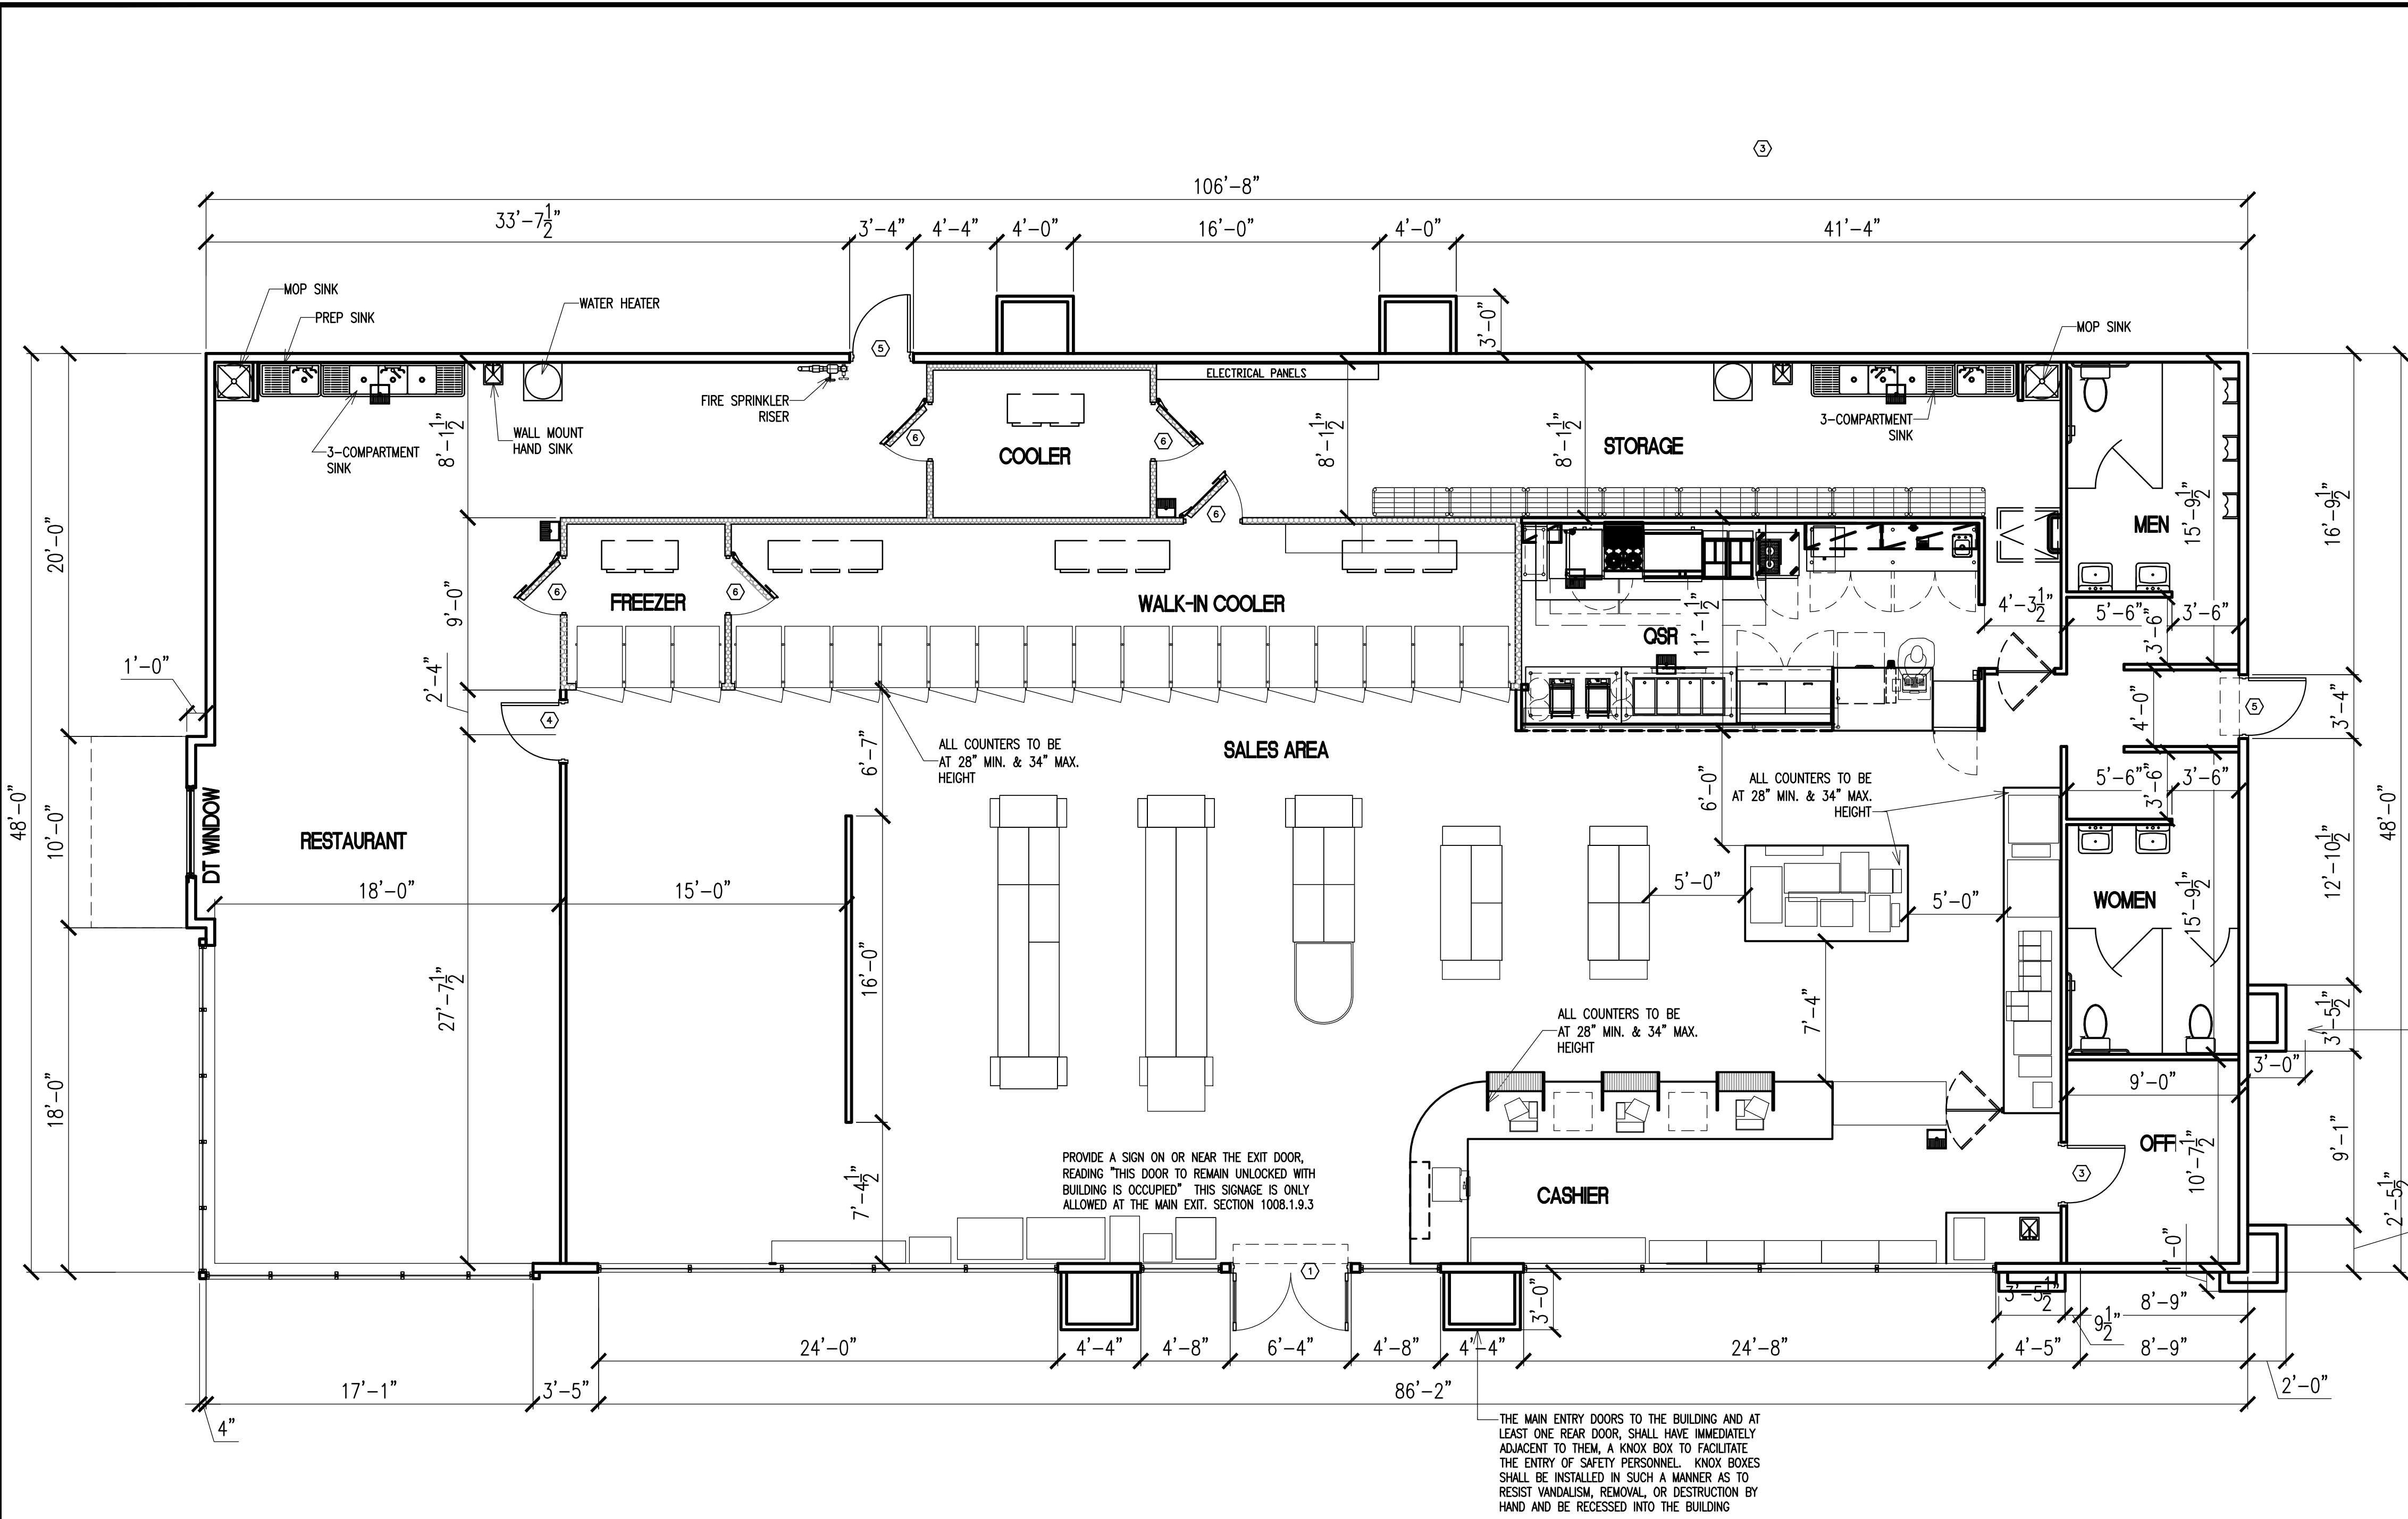 3
106'-8"
33'-7 1/2"
3'-4"
4'-4"
4'-0"
16'-0"
4'-0"
41'-4"
MOP SINK
PREP SINK
WATER HEATER
3'-0"
MOP SINK
5
ELECTRICAL PANELS
FIRE SPRINKLER
RISER
3-COMPARTMENT
SINK
WALL MOUNT
HAND SINK
3-COMPARTMENT
SINK
8'-1 1/2"
6
COOLER
6
8'-1 1/2"
8'-1 1/2"
STORAGE
6
MEN
15'-9 1/2"
16'-9 1/2"
20'-0"
9'-0"
6
FREEZER
6
WALK-IN COOLER
QSR
11'-1 1/2"
4'-3 1/2"
5'-6"
3'-6"
3'-6"
1'-0"
2'-4"
4
4'-0"
5
3'-4"
6'-7"
ALL COUNTERS TO BE
AT 28" MIN. & 34" MAX.
HEIGHT
SALES AREA
6'-0"
ALL COUNTERS TO BE
AT 28" MIN. & 34" MAX.
HEIGHT
5'-6"
3'-6"
3'-6"
48'-0"
10'-0"
DT WINDOW
RESTAURANT
48'-0"
12'-10 1/2"
18'-0"
15'-0"
5'-0"
5'-0"
WOMEN
15'-9 1/2"
16'-0"
27'-7 1/2"
7'-4"
ALL COUNTERS TO BE
AT 28" MIN. & 34" MAX.
HEIGHT
3'-5 1/2"
3'-0"
18'-0"
9'-0"
PROVIDE A SIGN ON OR NEAR THE EXIT DOOR,
READING "THIS DOOR TO REMAIN UNLOCKED WITH
BUILDING IS OCCUPIED" THIS SIGNAGE IS ONLY
ALLOWED AT THE MAIN EXIT. SECTION 1008.1.9.3
7'-4 1/2"
CASHIER
3
OFF
10'-7 1/2"
9'-1"
2'-5 1/2"
1'-0"
1
3'-0"
3'-5 1/2"
9 1/2"
8'-9"
24'-0"
4'-4"
4'-8"
6'-4"
4'-8"
4'-4"
24'-8"
4'-5"
8'-9"
2'-0"
17'-1"
3'-5"
86'-2"
4"
THE MAIN ENTRY DOORS TO THE BUILDING AND AT
LEAST ONE REAR DOOR, SHALL HAVE IMMEDIATELY
ADJACENT TO THEM, A KNOX BOX TO FACILITATE
THE ENTRY OF SAFETY PERSONNEL. KNOX BOXES
SHALL BE INSTALLED IN SUCH A MANNER AS TO
RESIST VANDALISM, REMOVAL, OR DESTRUCTION BY
HAND AND BE RECESSED INTO THE BUILDING